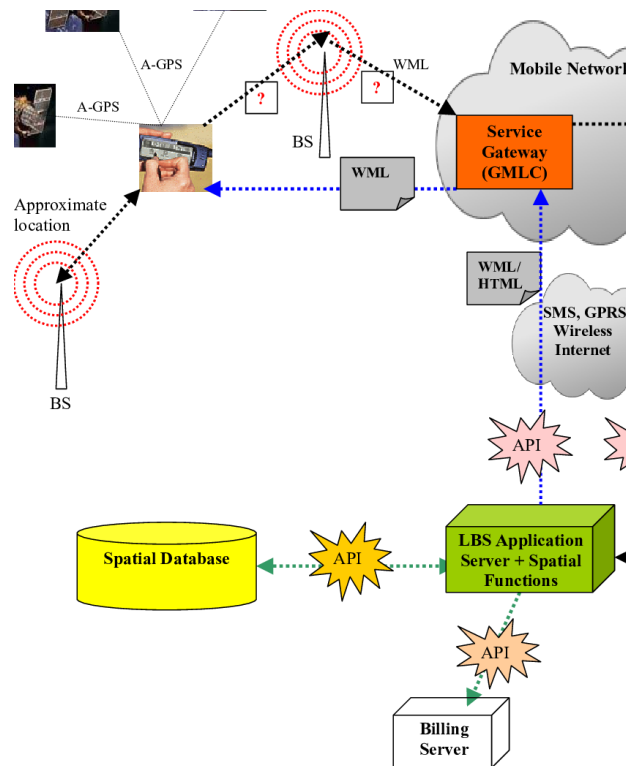 A-GPS
WML
A-GPS
?
?
Mobile Network
BS
Service
Gateway
(GMLC)
WML
Approximate
location
WML/
HTML
SMS, GPRS
Wireless
Internet
BS
API
LBS Application
Server + Spatial
Functions
Spatial Database
API
API
Billing
Server